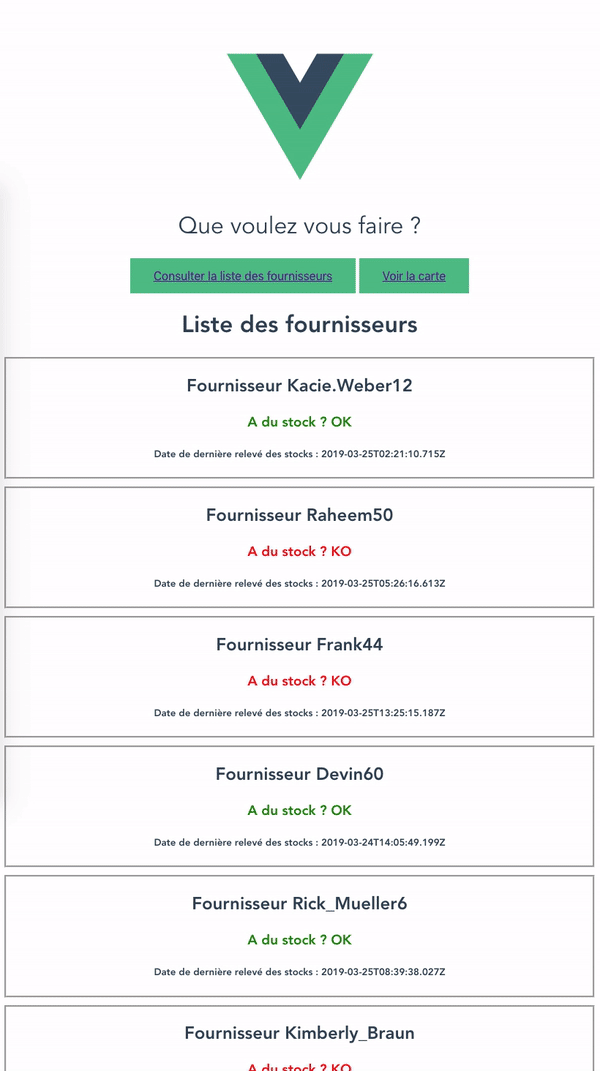 Que voulez vous faire ?
Consulter la liste des fournisseurs Voir la carte
Liste des fournisseurs
Fournisseur Kacie.Weber12
A du stock ? OK
Date de dernière relevé des stocks : 2019-03-25T02:21:10.715Z
Fournisseur Raheem50
A du stock ? KO
Date de dernière relevé des stocks : 2019-03-25T05:26:16.613Z
Fournisseur Frank44
A du stock ? KO
Date de dernière relevé des stocks : 2019-03-25T13:25:15.187Z
Fournisseur Devin60
A du stock ? OK
Date de dernière relevé des stocks : 2019-03-24T14:05:49.199Z
Fournisseur Rick_Mueller6
A du stock ? OK
Date de dernière relevé des stocks : 2019-03-25T08:39:38.027Z
Fournisseur Kimberly_Braun
A du stock ? KO